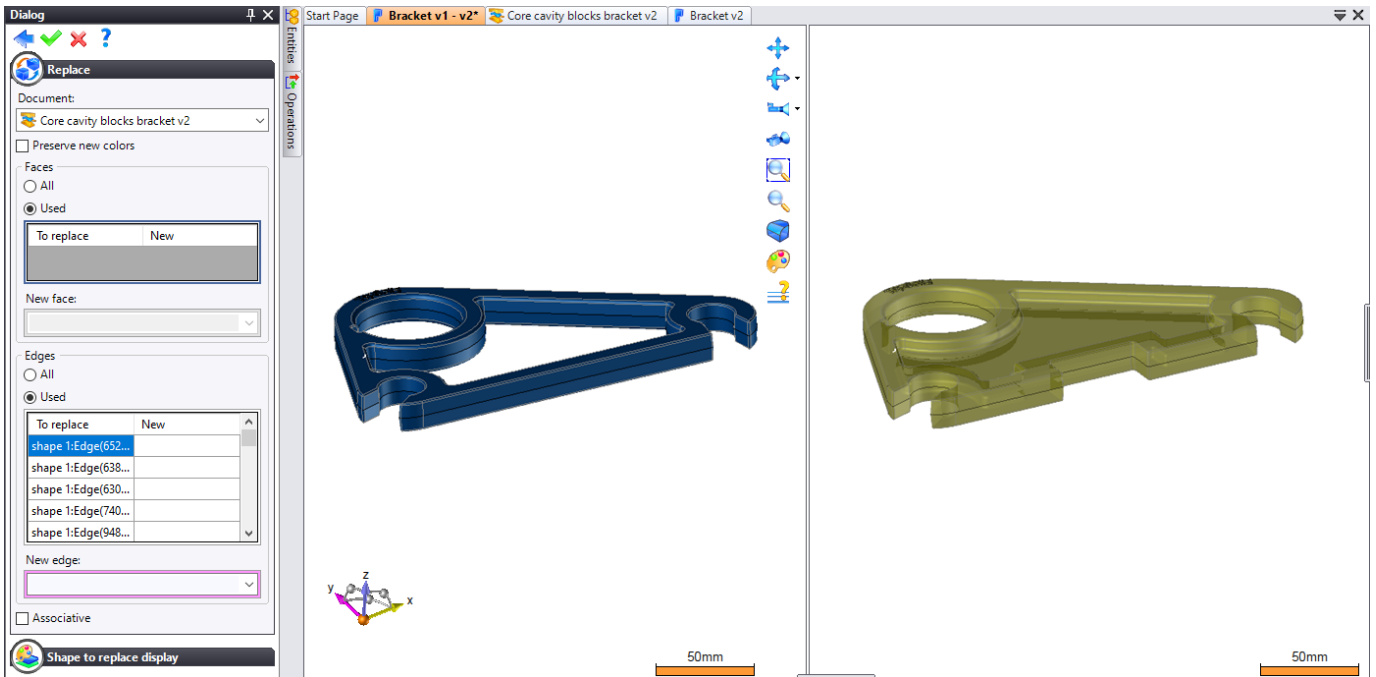 Dialog
Start Page
Bracket v1 - v2*
Core cavity blocks bracket v2
Bracket v2
Entities
Operations
?
Replace
Document:
Core cavity blocks bracket v2
Preserve new colors
Faces
All
Used
To replace New
New face:
Edges
All
Used
To replace New
shape 1:Edge(652...
shape 1:Edge(638...
shape 1:Edge(630...
shape 1:Edge(740...
shape 1:Edge(948...
New edge:
Associative
Shape to replace display
z
y
x
50mm
50mm